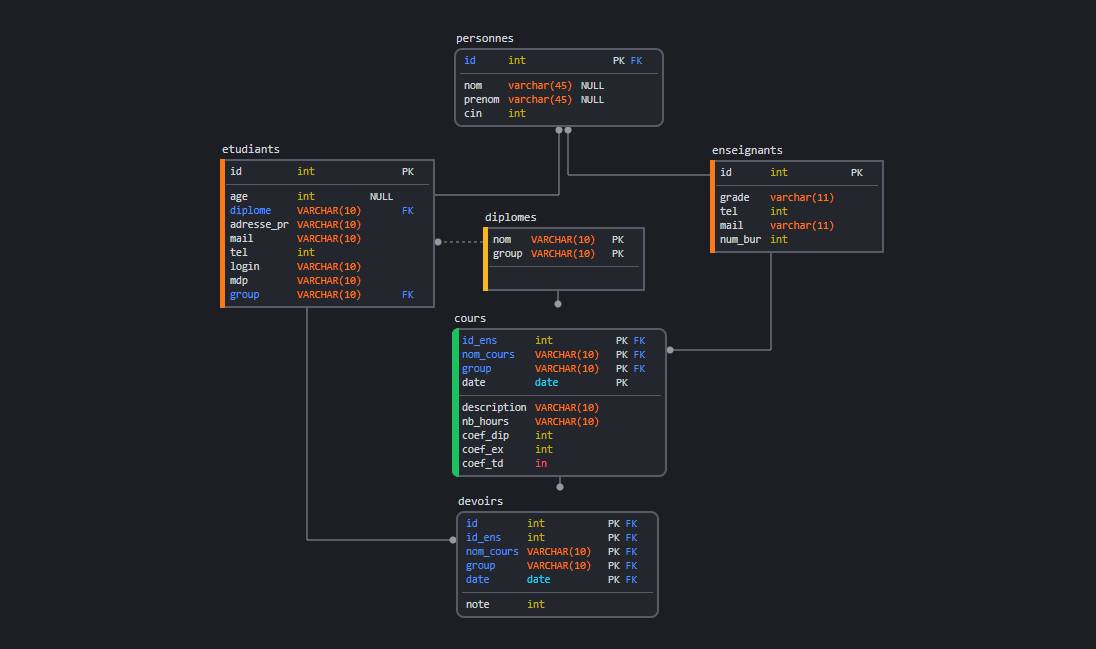 personnes
id int PK FK
nom varchar(45) NULL
prenom varchar(45) NULL
cin int
etudiants
id int PK
age int NULL
diplome VARCHAR(10) FK
adresse_pr VARCHAR(10)
mail VARCHAR(10)
tel int
login VARCHAR(10)
mdp VARCHAR(10)
group VARCHAR(10) FK
enseignants
id int PK
grade varchar(11)
tel int
mail varchar(11)
num_bur int
diplomes
nom VARCHAR(10) PK
group VARCHAR(10) PK
cours
id_ens int PK FK
nom_cours VARCHAR(10) PK FK
group VARCHAR(10) PK FK
date date PK
description VARCHAR(10)
nb_hours VARCHAR(10)
coef_dip int
coef_ex int
coef_td in
devoirs
id int PK FK
id_ens int PK FK
nom_cours VARCHAR(10) PK FK
group VARCHAR(10) PK FK
date date PK FK
note int